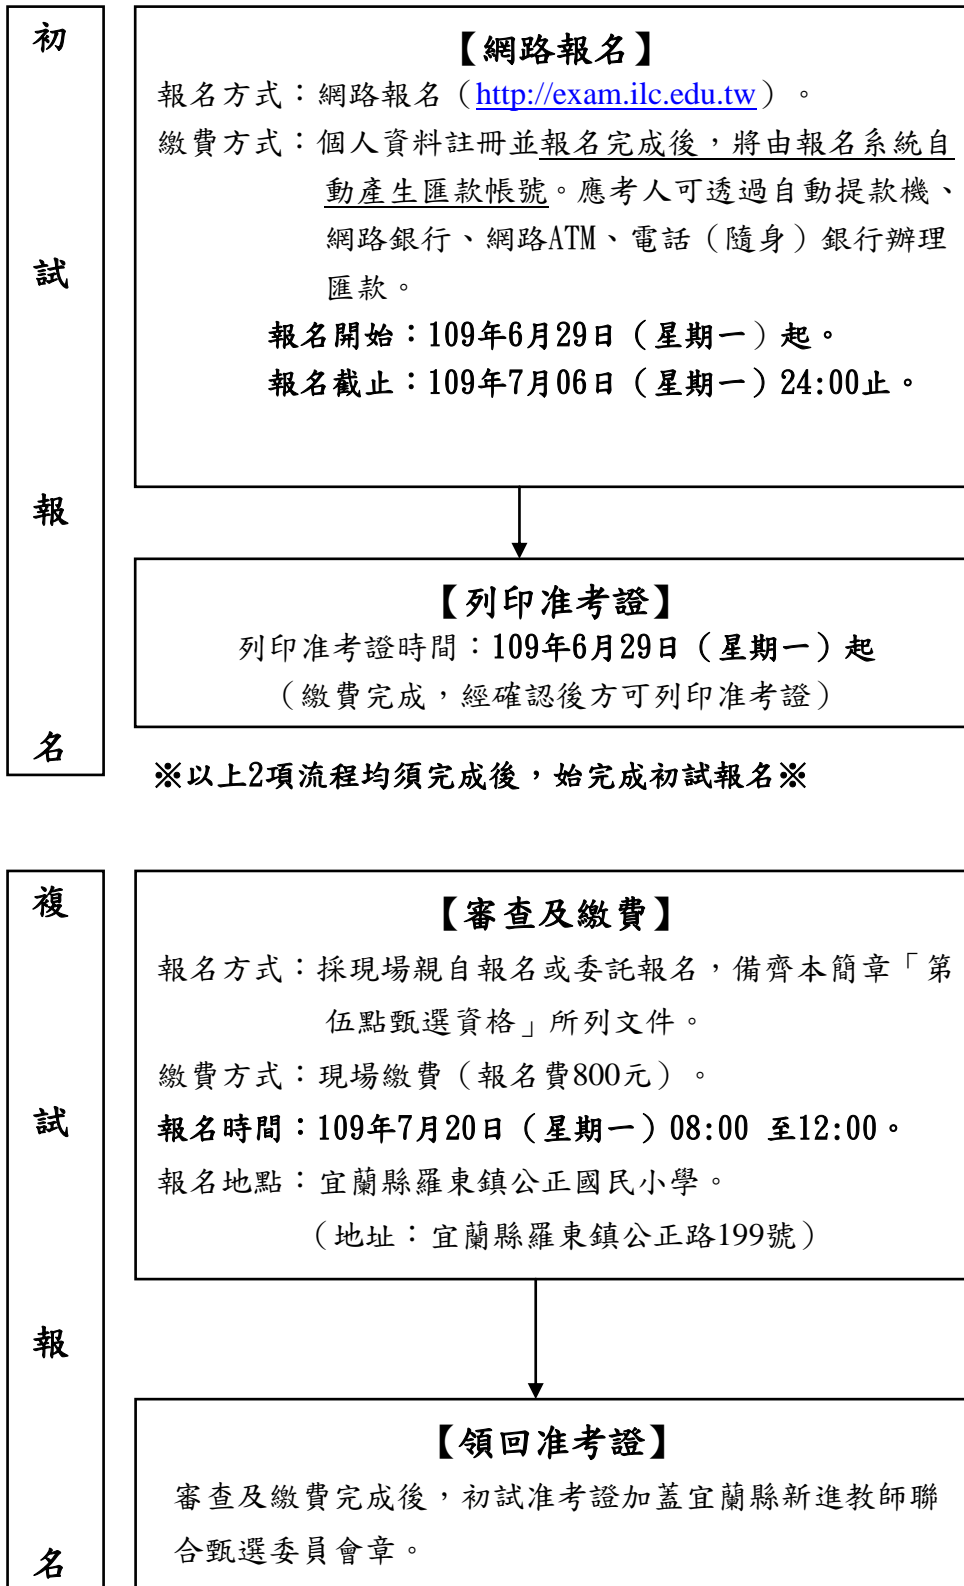 初試報名
【網路報名】
報名方式：網路報名（http://exam.ilc.edu.tw）。
繳費方式：個人資料註冊並報名完成後，將由報名系統自
動產生匯款帳號。應考人可透過自動提款機、
網路銀行、網路ATM、電話（隨身）銀行辦理
匯款。
報名開始：109年6月29日（星期一）起。
報名截止：109年7月06日（星期一）24:00止。
【列印准考證】
列印准考證時間：109年6月29日（星期一）起
（繳費完成，經確認後方可列印准考證）
※以上2項流程均須完成後，始完成初試報名※
複試報名
【審查及繳費】
報名方式：採現場親自報名或委託報名，備齊本簡章「第
伍點甄選資格」所列文件。
繳費方式：現場繳費（報名費800元）。
報名時間：109年7月20日（星期一）08:00 至12:00。
報名地點：宜蘭縣羅東鎮公正國民小學。
（地址：宜蘭縣羅東鎮公正路199號）
【領回准考證】
審查及繳費完成後，初試准考證加蓋宜蘭縣新進教師聯
合甄選委員會章。